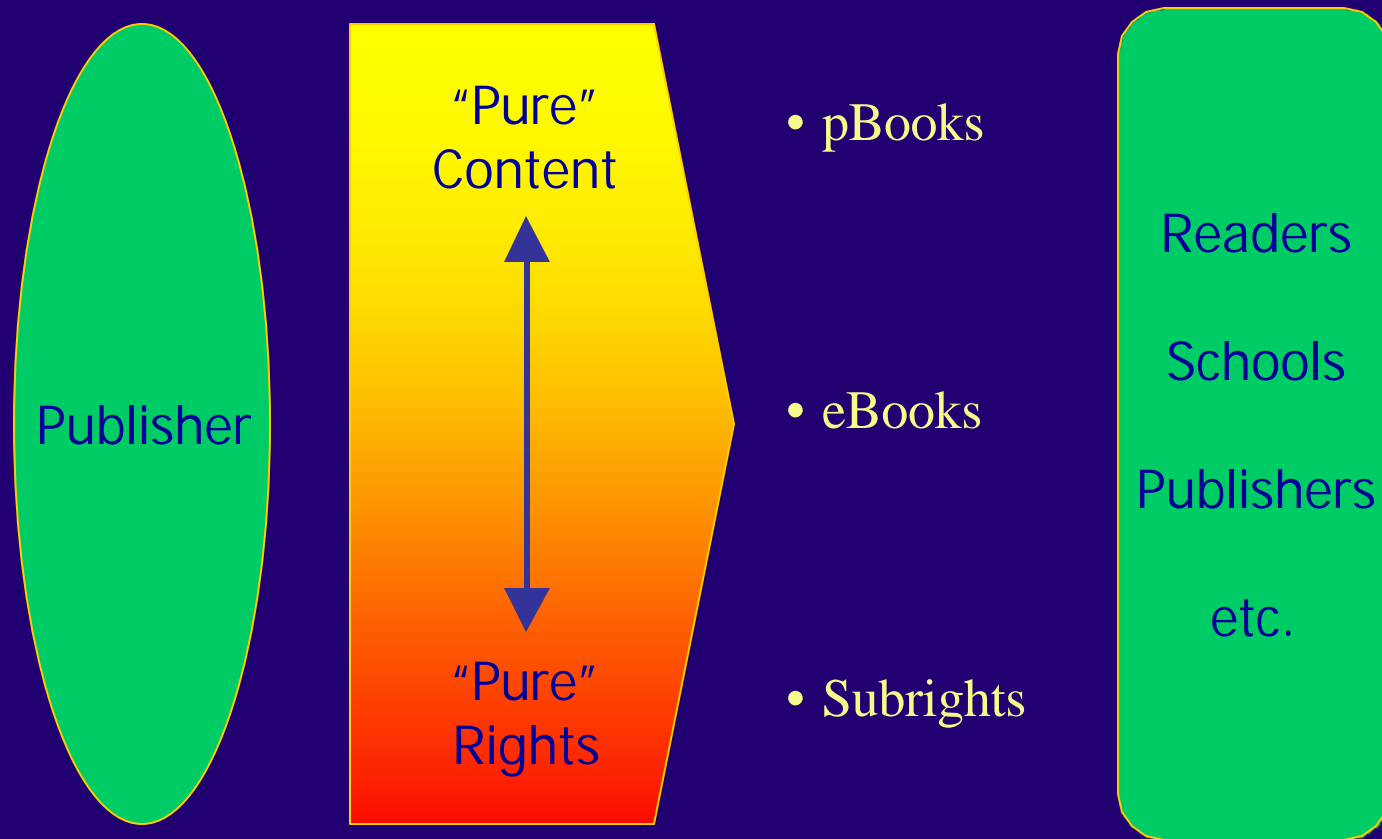 Publisher
“Pure”
Content
“Pure”
Rights
• pBooks
• eBooks
• Subrights
Readers
Schools
Publishers
etc.